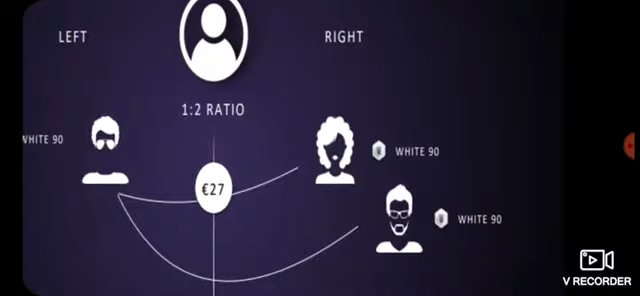 LEFT
RIGHT
1:2 RATIO
WHITE 90
WHITE 90
€27
WHITE 90
V RECORDER